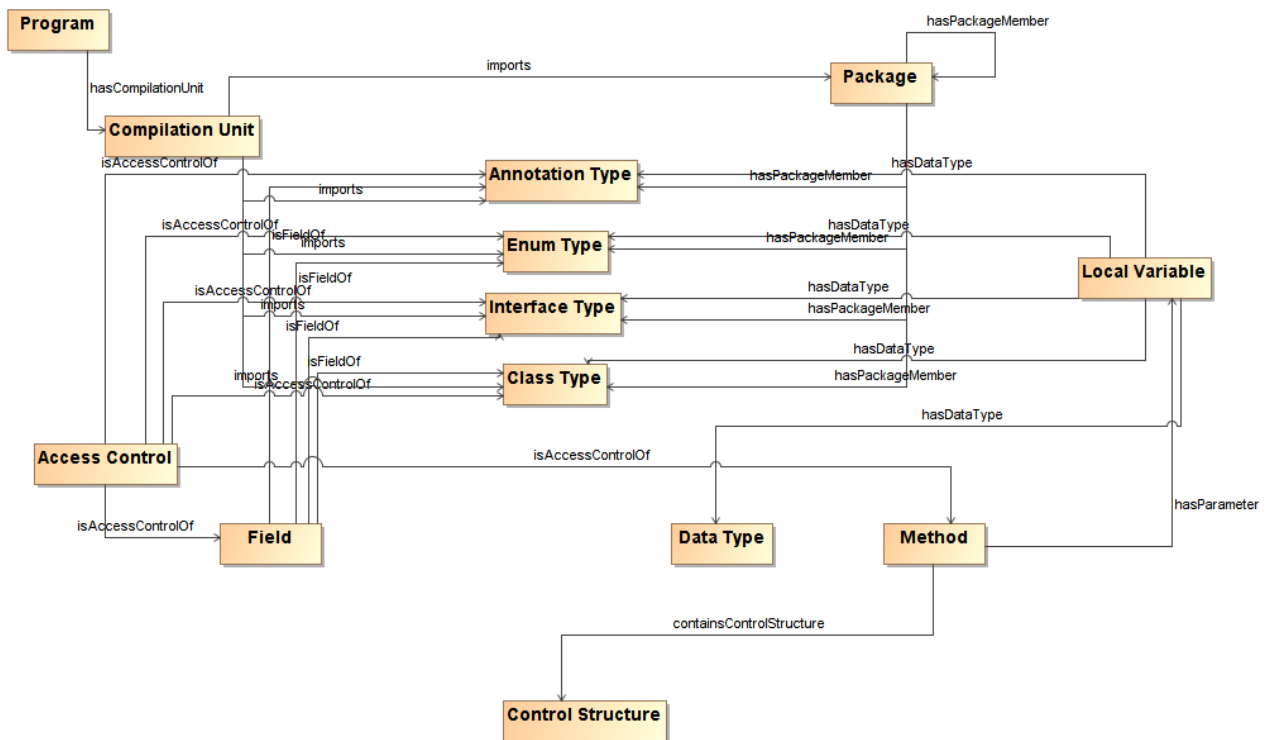 Program
hasPackageMember
imports
Package
hasCompilationUnit
Compilation Unit
isAccessControlOf
Annotation Type
hasDataType
hasPackageMember
imports
isAccessControlOf
isFieldOf
imports
Enum Type
hasDataType
hasPackageMember
Local Variable
isFieldOf
isAccessControlOf
imports
Interface Type
hasDataType
hasPackageMember
isFieldOf
isFieldOf
hasDataType
imports
isAccessControlOf
Class Type
hasPackageMember
hasDataType
Access Control
isAccessControlOf
hasParameter
isAccessControlOf
Field
Data Type
Method
containsControlStructure
Control Structure